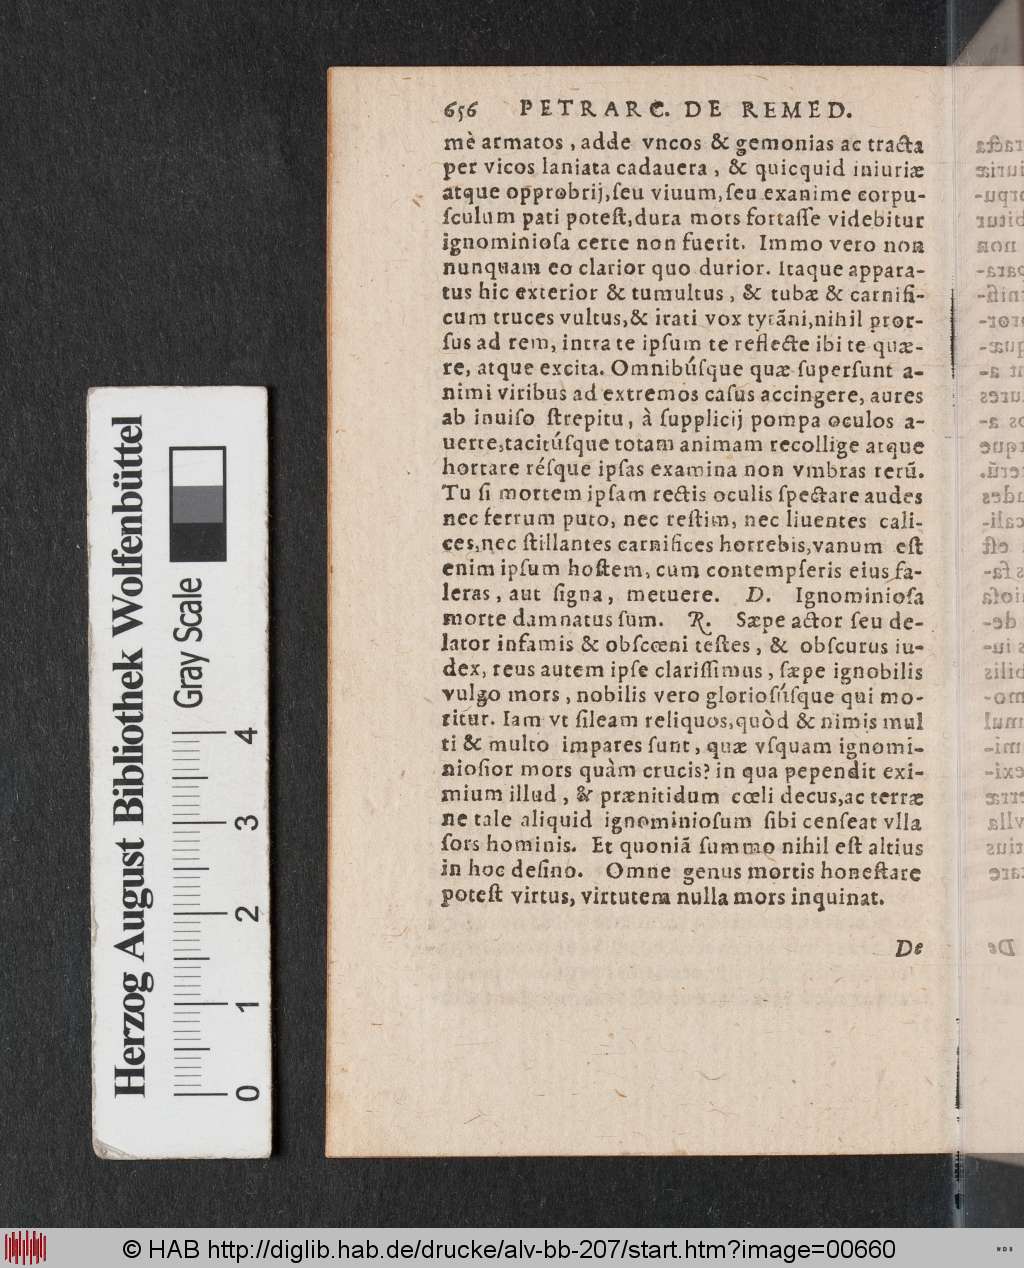 656 PETRARC. DE REMED.
mè armatos, adde vncos & gemonias ac tracta
per vicos laniata cadauera, & quicquid iniuriæ
atque opprobrij,ſeu viuum,ſeu exanime corpu-
ſculum pati poteſt,dura mors fortaſſe videbitur
ignominioſa certe non fuerit. Immo vero non
nunquam eo clarior quo durior. Itaque appara-
tus hic exterior & tumultus, & tubæ & carnifi-
cum truces vultus,& irati vox tyrãni,nihil pror-
ſus ad rem, intra te ipſum te reflecte ibi te quæ-
re, atque excita. Omnibúſque quæ ſuperſunt a-
nimi viribus ad extremos caſus accingere, aures
ab inuiſo ſtrepitu, à ſupplicij pompa oculos a-
uerte,tacitúſque totam animam recollige atque
hortare réſque ipſas examina non vmbras rerũ.
Tu ſi mortem ipſam rectis oculis ſpectare audes
nec ferrum puto, nec reſtim, nec liuentes cali-
ces,nec ſtillantes carnifices horrebis,vanum eſt
enim ipſum hoſtem, cum contempſeris eius fa-
leras, aut ſigna, metuere. D. Ignominioſa
morte damnatus ſum. R. Sæpe actor ſeu de-
lator infamis & obſcœni teſtes, & obſcurus iu-
dex, reus autem ipſe clariſſimus, ſæpe ignobilis
vulgo mors, nobilis vero glorioſúſque qui mo-
ritur. Iam vt ſileam reliquos,quòd & nimis mul
ti & multo impares ſunt, quæ vſquam ignomi-
nioſior mors quàm crucis? in qua pependit exi-
mium illud, & prænitidum cœli decus,ac terræ
ne tale aliquid ignominioſum ſibi cenſeat vlla
ſors hominis. Et quoniã ſummo nihil eſt altius
in hoc deſino. Omne genus mortis honeſtare
poteſt virtus, virtutem nulla mors inquinat.
De
Herzog August Bibliothek Wolfenbüttel
Gray Scale
0 1 2 3 4
© HAB http://diglib.hab.de/drucke/alv-bb-207/start.htm?image=00660